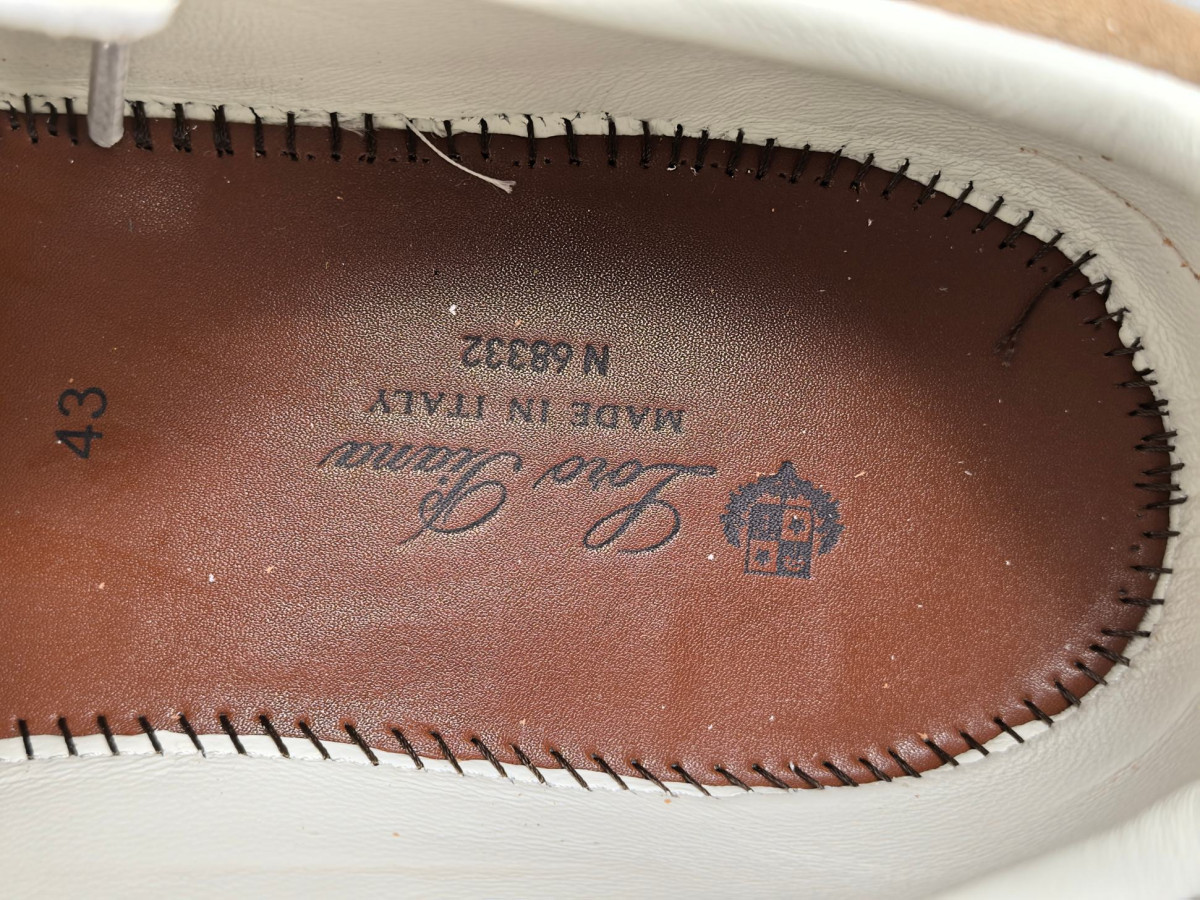 Loro Piana
MADE IN ITALY
N 68332
43